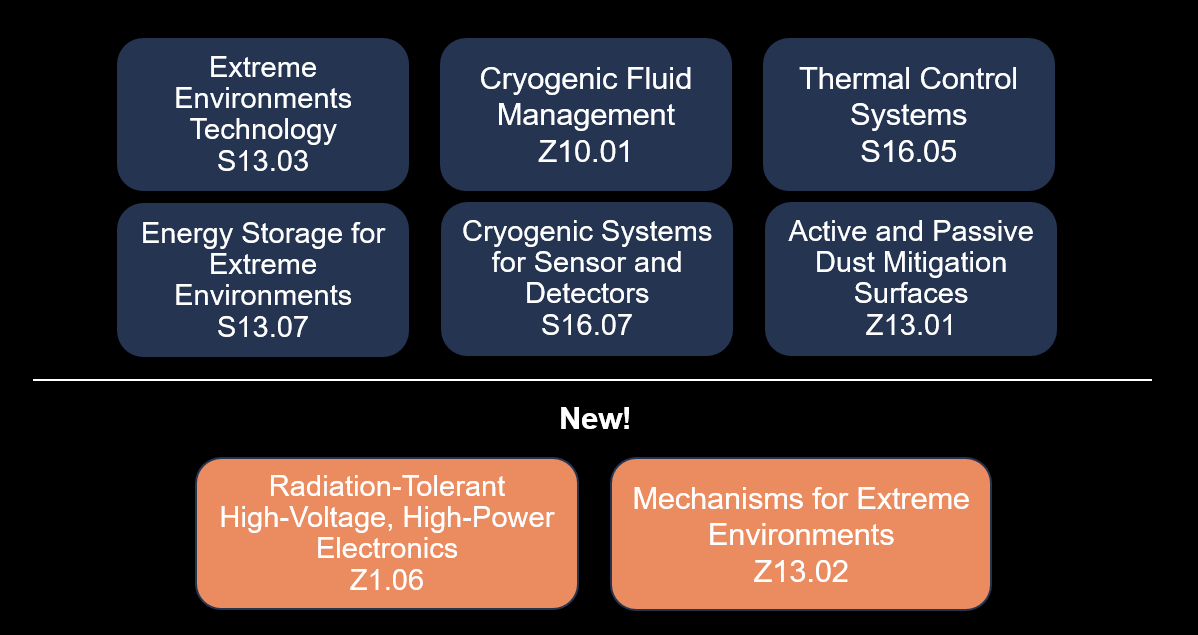 Extreme
Environments
Technology
S13.03
Cryogenic Fluid
Management
Z10.01
Thermal Control
Systems
S16.05
Energy Storage for
Extreme
Environments
S13.07
Cryogenic Systems
for Sensor and
Detectors
S16.07
Active and Passive
Dust Mitigation
Surfaces
Z13.01
New!
Radiation-Tolerant
High-Voltage, High-Power
Electronics
Z1.06
Mechanisms for Extreme
Environments
Z13.02